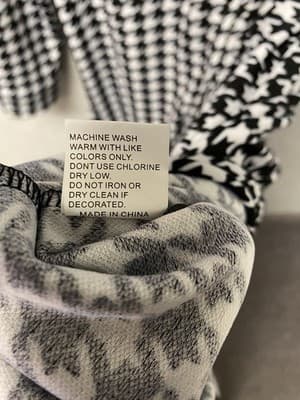 MACHINE WASH
WARM WITH LIKE
COLORS ONLY.
DONT USE CHLORINE
DRY LOW.
DO NOT IRON OR
DRY CLEAN IF
DECORATED.
MADE IN CHINA